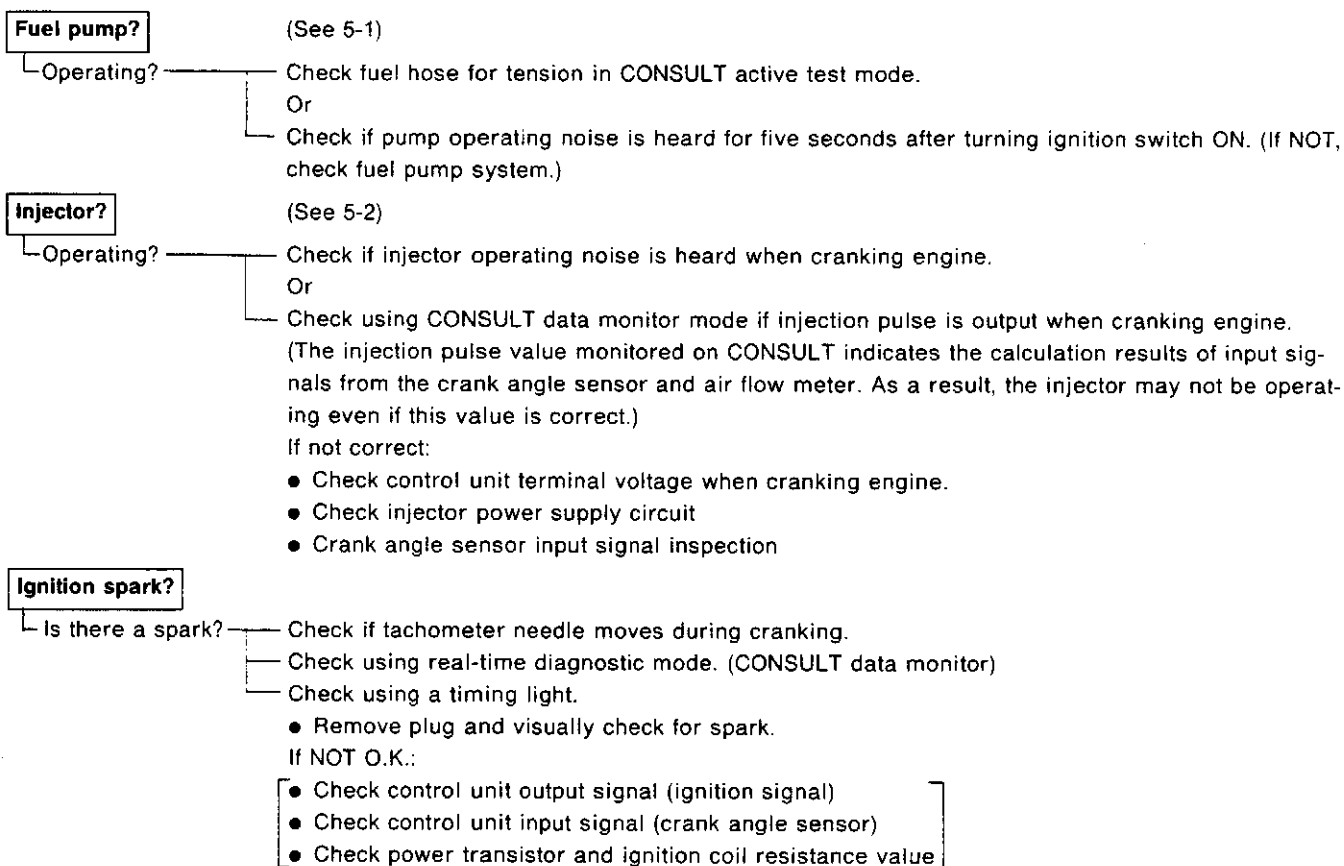 Fuel pump? (See 5-1)
Operating? Check fuel hose for tension in CONSULT active test mode.
Or
Check if pump operating noise is heard for five seconds after turning ignition switch ON. (If NOT,
check fuel pump system.)
Injector? (See 5-2)
Operating? Check if injector operating noise is heard when cranking engine.
Or
Check using CONSULT data monitor mode if injection pulse is output when cranking engine.
(The injection pulse value monitored on CONSULT indicates the calculation results of input sig-
nals from the crank angle sensor and air flow meter. As a result, the injector may not be operat-
ing even if this value is correct.)
If not correct:
● Check control unit terminal voltage when cranking engine.
● Check injector power supply circuit
● Crank angle sensor input signal inspection
Ignition spark?
Is there a spark? Check if tachometer needle moves during cranking.
Check using real-time diagnostic mode. (CONSULT data monitor)
Check using a timing light.
● Remove plug and visually check for spark.
If NOT O.K.:
● Check control unit output signal (ignition signal)
● Check control unit input signal (crank angle sensor)
● Check power transistor and ignition coil resistance value